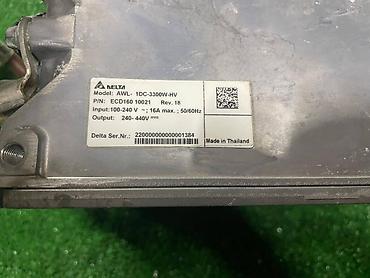 DELTA
Model: AWL- 1DC-3300W-HV
P/N: ECD160 10021 Rev. 18
Input:100-240 V ~; 16A max. ; 50/60Hz
Output: 240- 440V
Delta Ser.Nr.: 220000000000001384
Made in Thailand